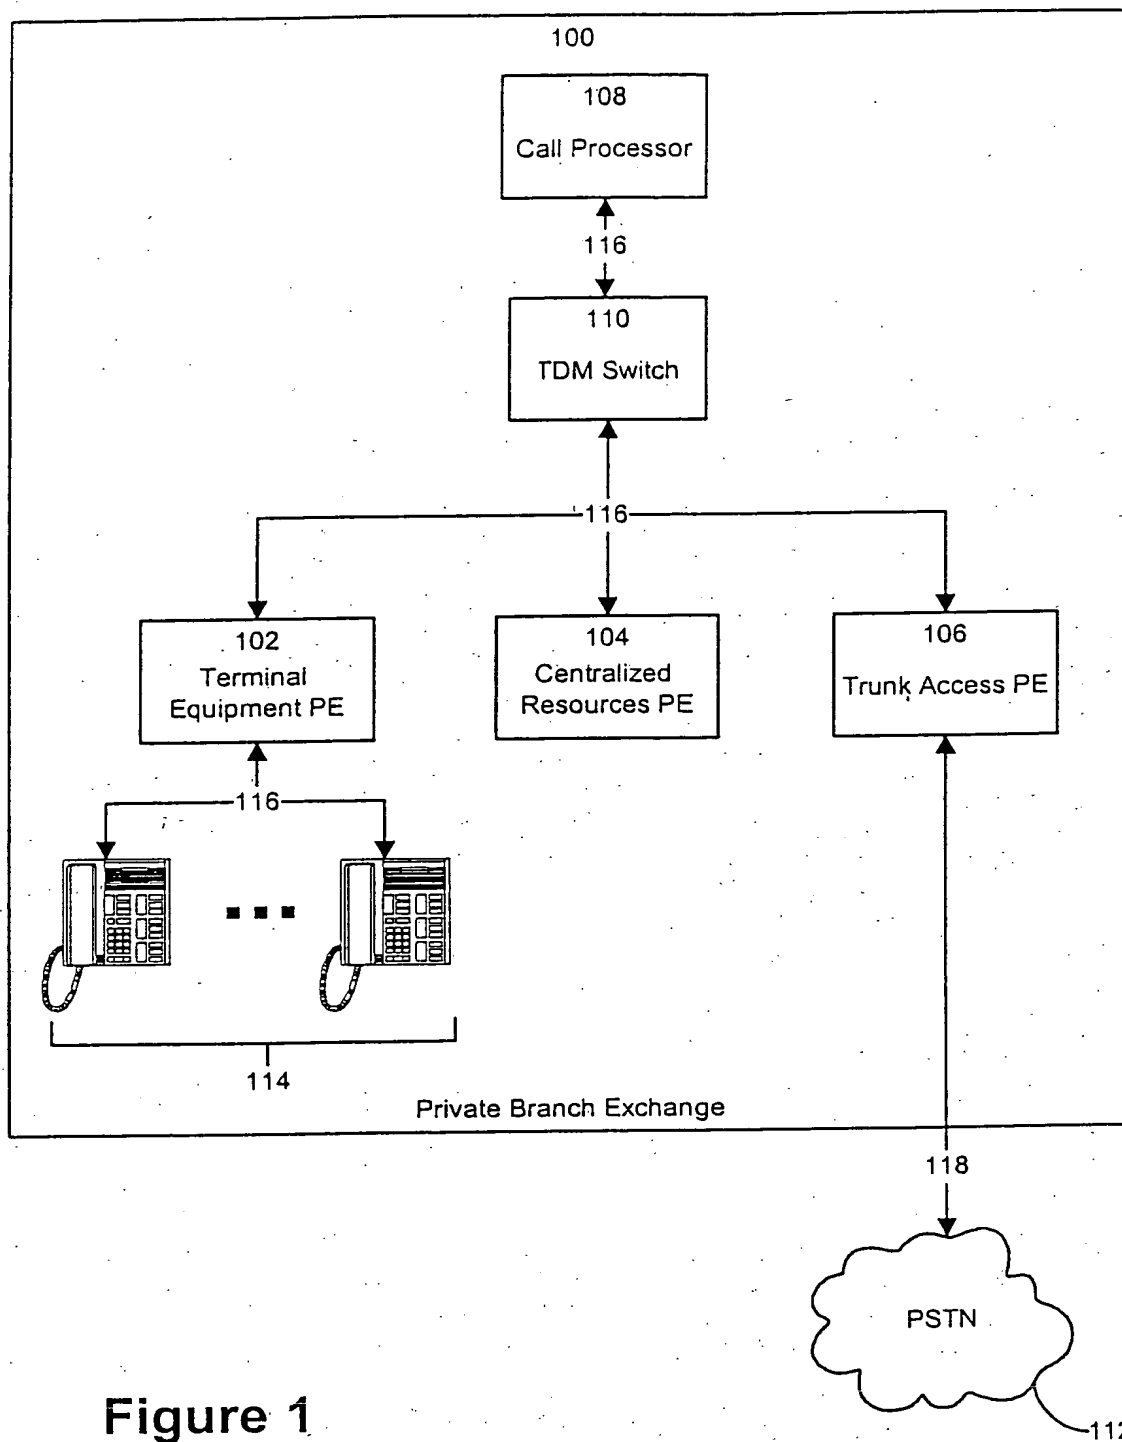 100
108
Call Processor
116
110
TDM Switch
116
102
Terminal
Equipment PE
104
Centralized
Resources PE
106
Trunk Access PE
116
114
Private Branch Exchange
118
PSTN
112
Figure 1